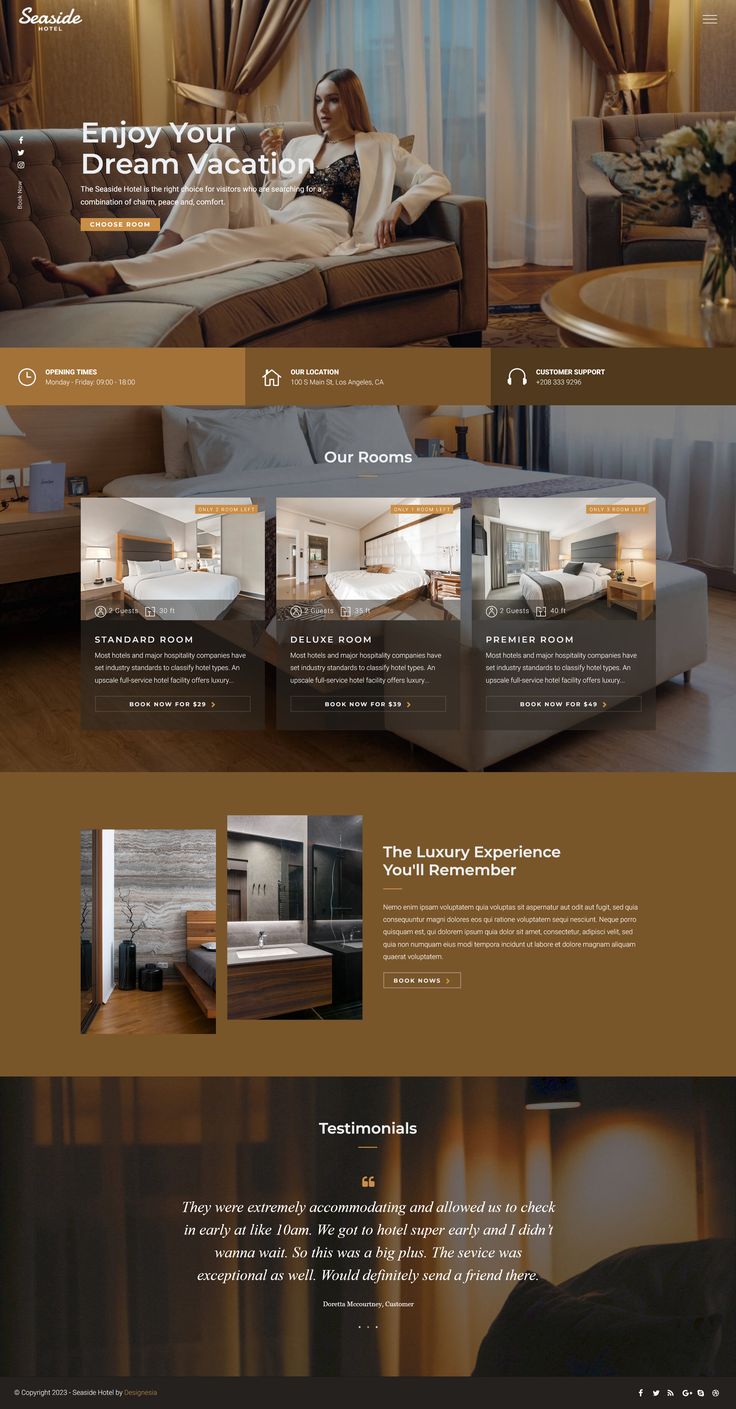 Seaside
HOTEL
Enjoy Your
Dream Vacation
The Seaside Hotel is the right choice for visitors who are searching for a
combination of charm, peace and, comfort.
CHOOSE ROOM
Book Now
OPENING TIMES
Monday - Friday: 09:00 - 18:00
OUR LOCATION
100 S Main St, Los Angeles, CA
CUSTOMER SUPPORT
+208 333 9296
Our Rooms
ONLY 2 ROOM LEFT
2 Guests 30 ft
STANDARD ROOM
Most hotels and major hospitality companies have
set industry standards to classify hotel types. An
upscale full-service hotel facility offers luxury...
BOOK NOW FOR $29
ONLY 1 ROOM LEFT
2 Guests 35 ft
DELUXE ROOM
Most hotels and major hospitality companies have
set industry standards to classify hotel types. An
upscale full-service hotel facility offers luxury...
BOOK NOW FOR $39
ONLY 3 ROOM LEFT
2 Guests 40 ft
PREMIER ROOM
Most hotels and major hospitality companies have
set industry standards to classify hotel types. An
upscale full-service hotel facility offers luxury...
BOOK NOW FOR $49
The Luxury Experience
You'll Remember
Nemo enim ipsam voluptatem quia voluptas sit aspernatur aut odit aut fugit, sed quia
consequuntur magni dolores eos qui ratione voluptatem sequi nesciunt. Neque porro
quisquam est, qui dolorem ipsum quia dolor sit amet, consectetur, adipisci velit, sed
quia non numquam eius modi tempora incidunt ut labore et dolore magnam aliquam
quaerat voluptatem.
BOOK NOWS
Testimonials
They were extremely accommodating and allowed us to check
in early at like 10am. We got to hotel super early and I didn't
wanna wait. So this was a big plus. The sevice was
exceptional as well. Would definitely send a friend there.
Doretta Mccourtney, Customer
© Copyright 2023 - Seaside Hotel by Designesia